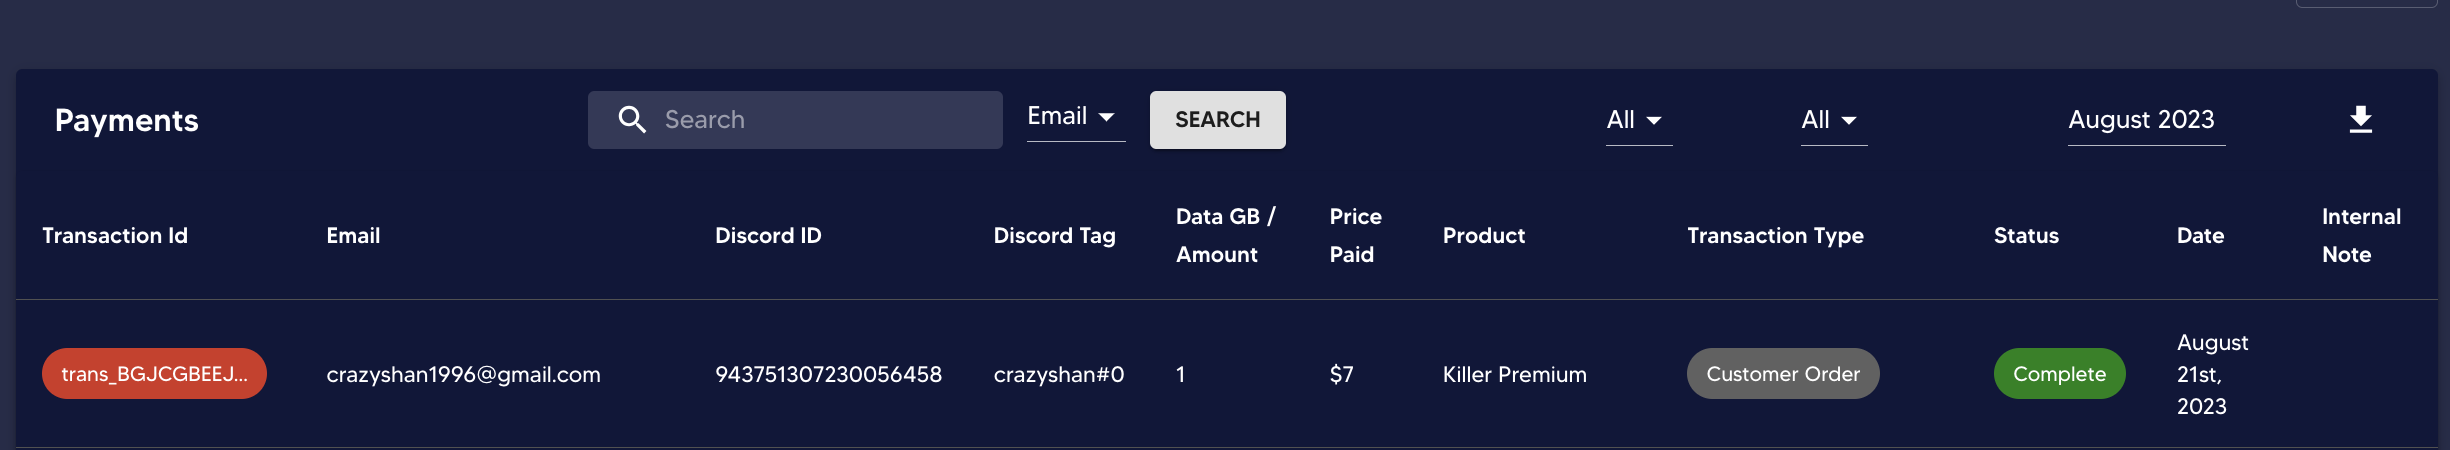 Payments
Search
Email
SEARCH
All
All
August 2023
Transaction Id
Email
Discord ID
Discord Tag
Data GB /
Amount
Price
Paid
Product
Transaction Type
Status
Date
Internal
Note
trans_BGJCGBEEJ...
crazyshan1996@gmail.com
943751307230056458
crazyshan#0
1
$7
Killer Premium
Customer Order
Complete
August
21st,
2023